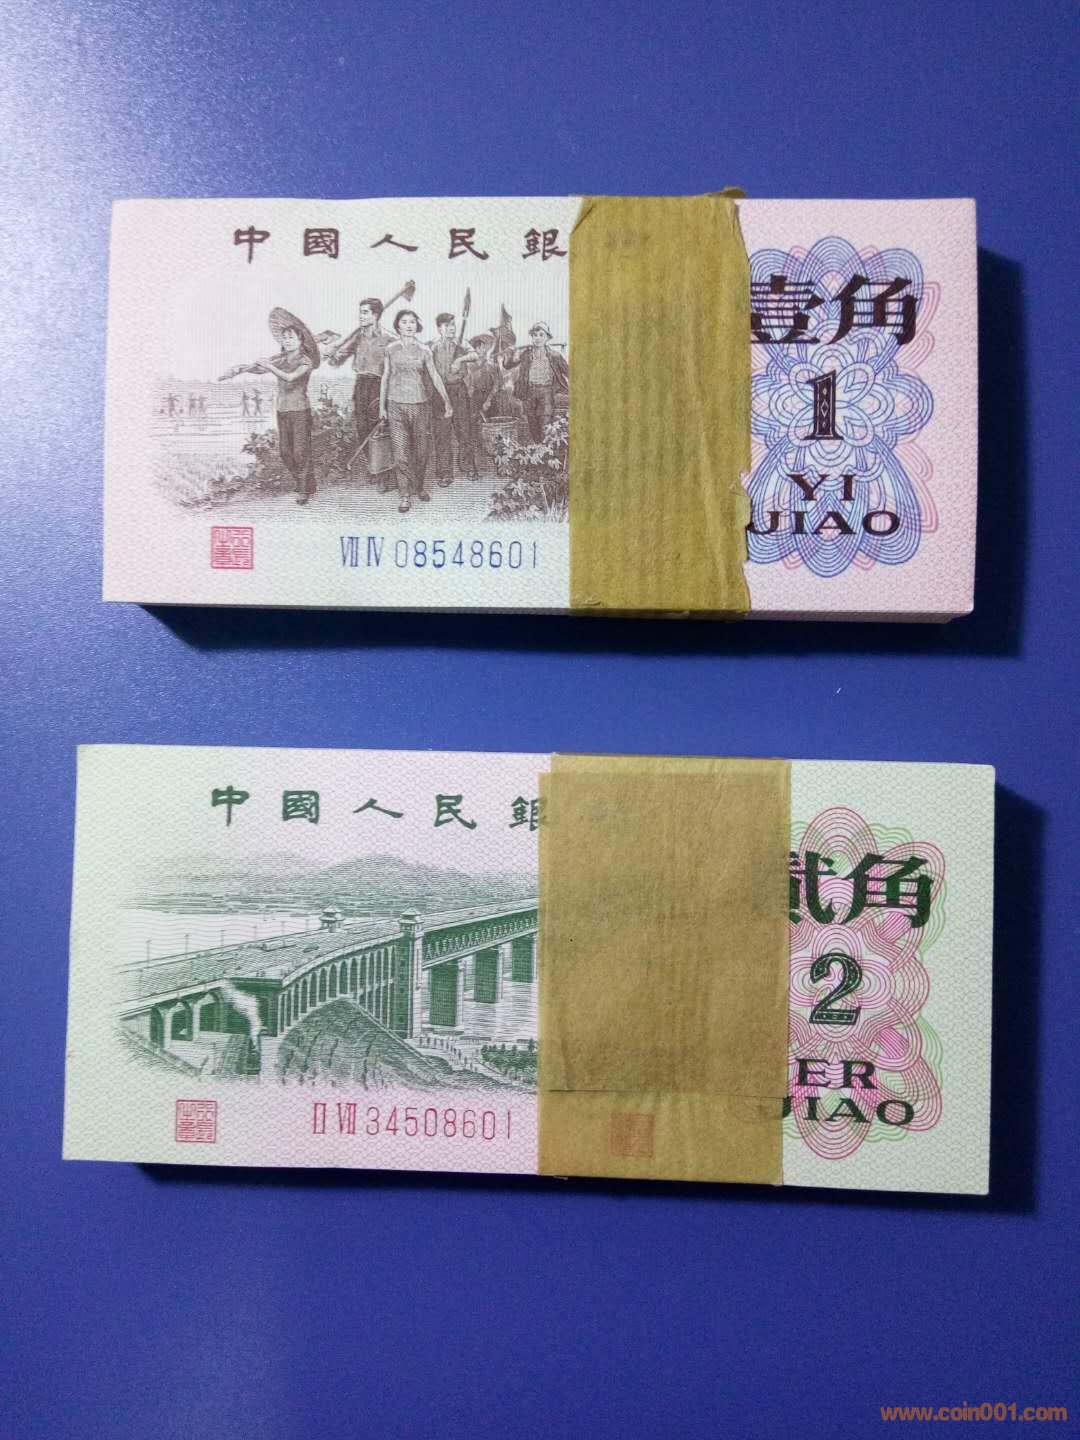 中國人民銀
壹角
1
YI
JIAO
Ⅶ Ⅳ 08548601
中國人民銀
貳角
2
ER
JIAO
Ⅱ Ⅶ 34508601
www.coin001.com